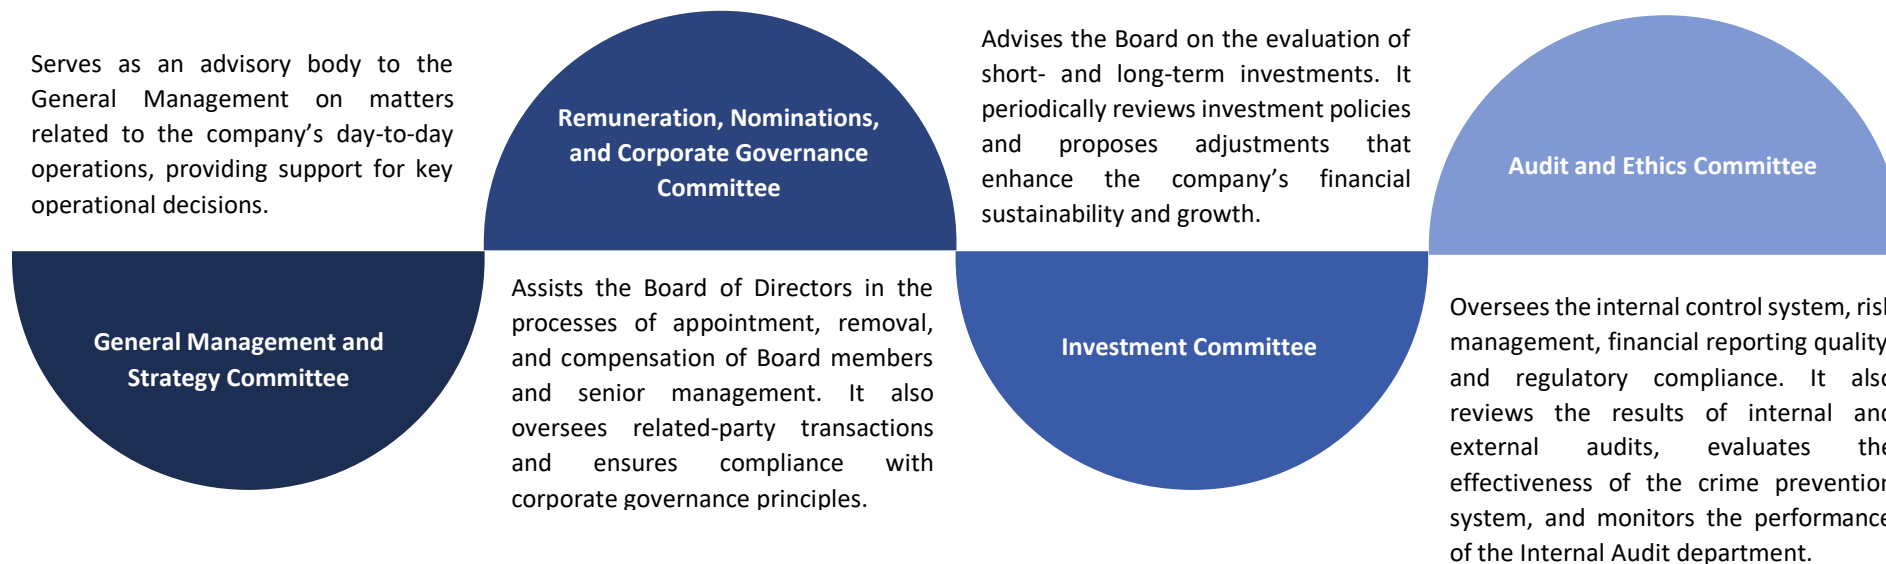 Serves as an advisory body to the
General Management on matters
related to the company’s day-to-day
operations, providing support for key
operational decisions.
General Management and
Strategy Committee
Remuneration, Nominations,
and Corporate Governance
Committee
Assists the Board of Directors in the
processes of appointment, removal,
and compensation of Board members
and senior management. It also
oversees related-party transactions
and ensures compliance with
corporate governance principles.
Advises the Board on the evaluation of
short- and long-term investments. It
periodically reviews investment policies
and proposes adjustments that
enhance the company’s financial
sustainability and growth.
Investment Committee
Audit and Ethics Committee
Oversees the internal control system, risk
management, financial reporting quality
and regulatory compliance. It also
reviews the results of internal and
external audits, evaluates the
effectiveness of the crime prevention
system, and monitors the performance
of the Internal Audit department.